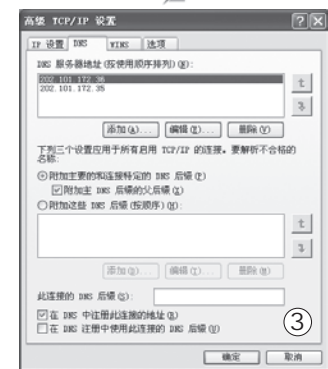 高级 TCP/IP 设置
IP 设置 DNS WINS 选项
DNS 服务器地址(按使用顺序排列)(N):
202.101.172.36
202.101.172.35
添加(A)... 编辑(E)... 删除(V)
下列三个设置应用于所有启用 TCP/IP 的连接。要解析不合格的
名称:
附加主要的和连接特定的 DNS 后缀(P)
附加主 DNS 后缀的父后缀(X)
附加这些 DNS 后缀(按顺序)(H):
添加(D)... 编辑(T)... 删除(M)
此连接的 DNS 后缀(S):
在 DNS 中注册此连接的地址(R)
在 DNS 注册中使用此连接的 DNS 后缀(U)
③
确定 取消